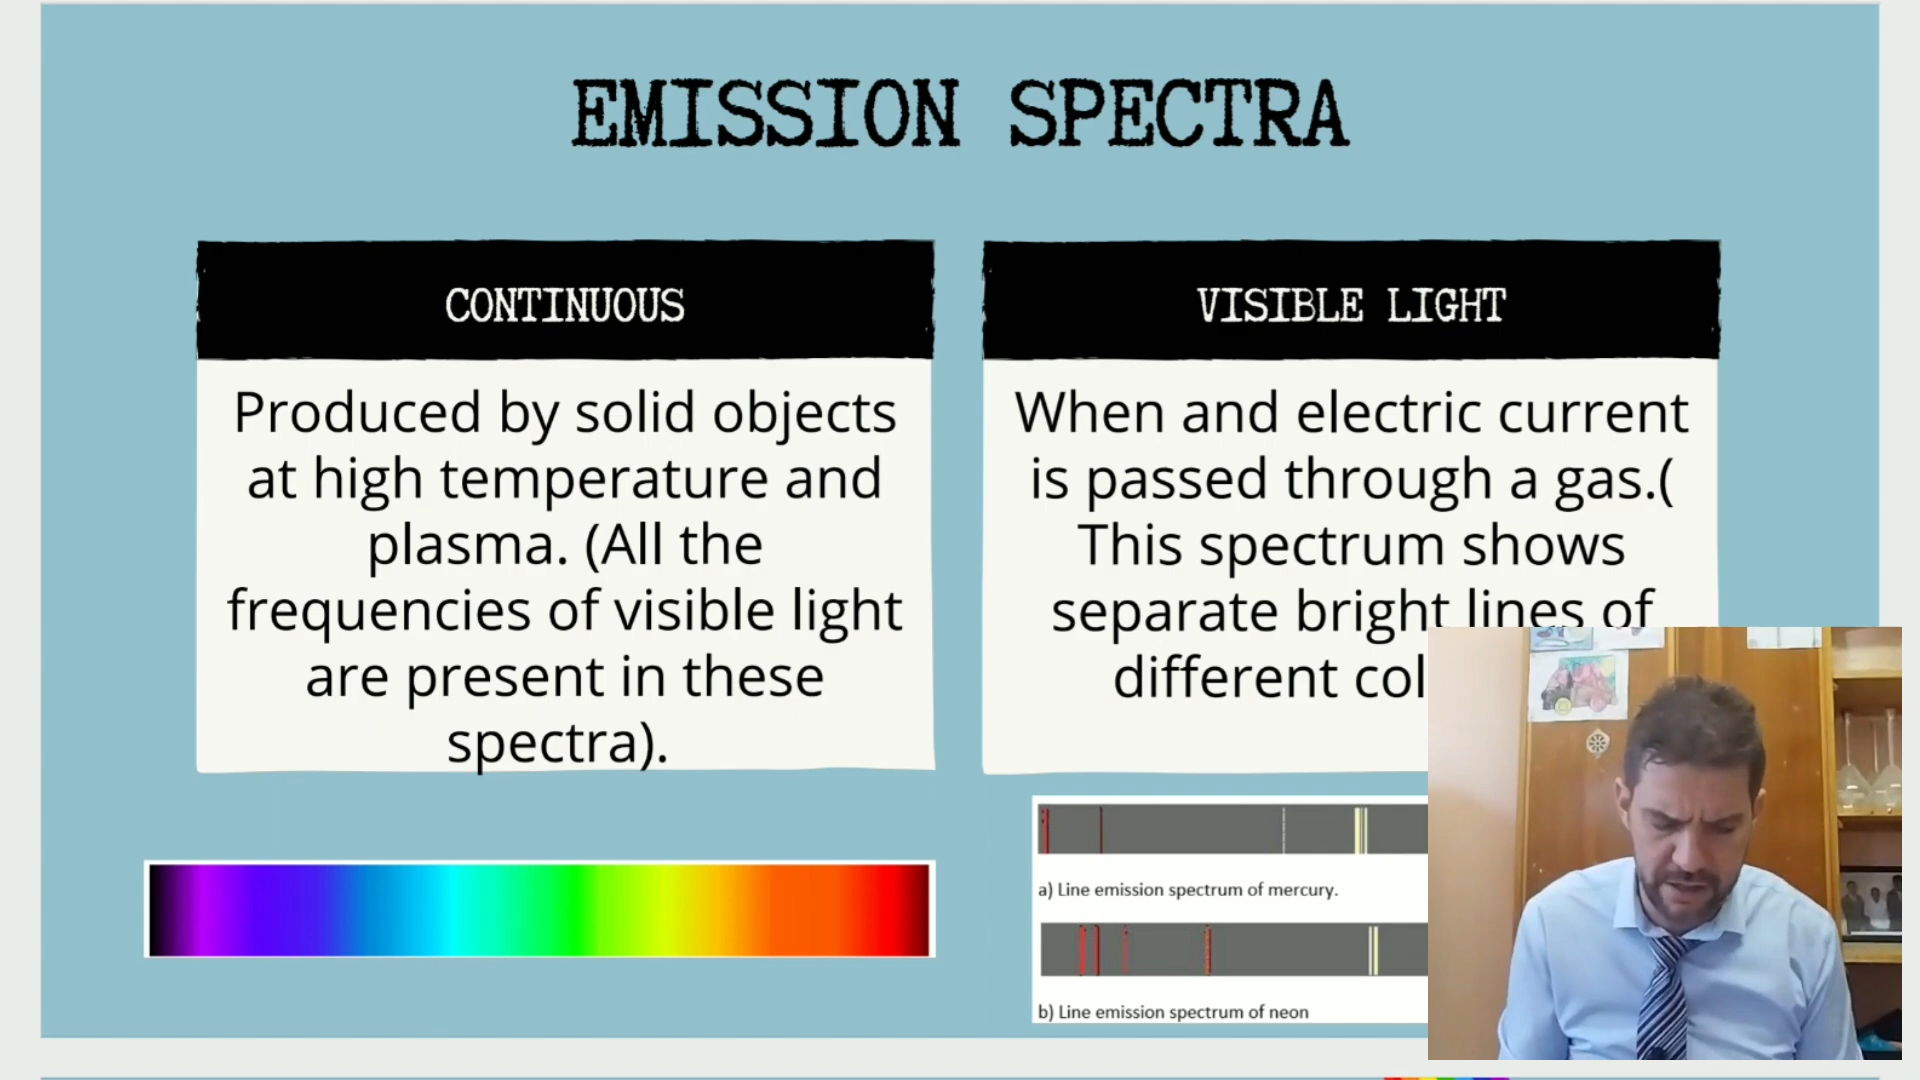 EMISSION SPECTRA
CONTINUOUS
Produced by solid objects
at high temperature and
plasma. (All the
frequencies of visible light
are present in these
spectra).
VISIBLE LIGHT
When and electric current
is passed through a gas.(
This spectrum shows
separate bright lines of
different col
a) Line emission spectrum of mercury.
b) Line emission spectrum of neon